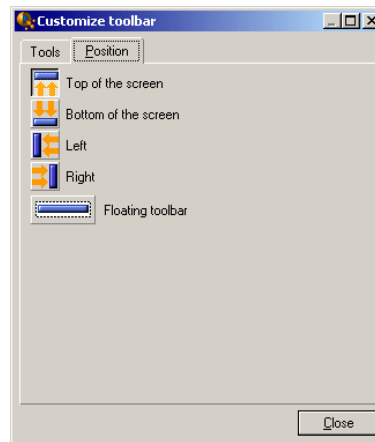 Customize toolbar
Tools Position
Top of the screen
Bottom of the screen
Left
Right
Floating toolbar
Close